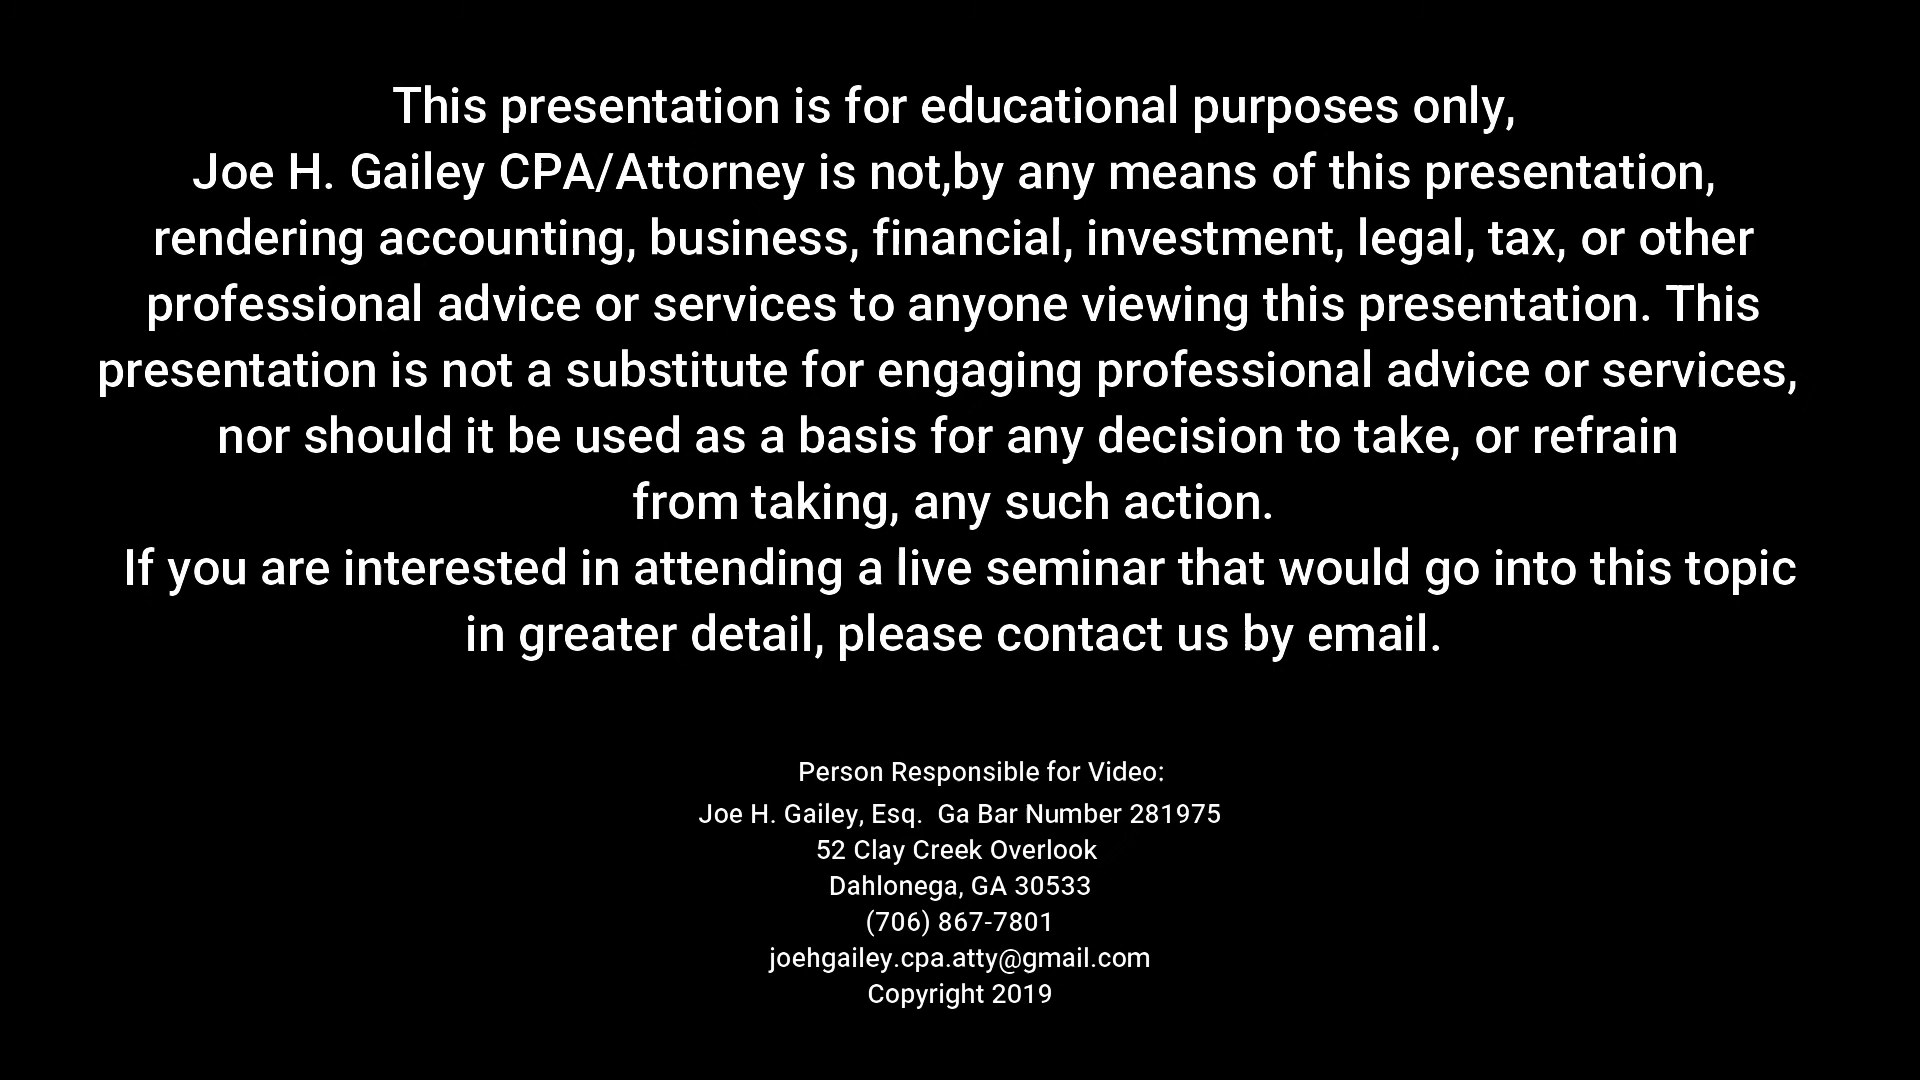 This presentation is for educational purposes only,
Joe H. Gailey CPA/Attorney is not,by any means of this presentation,
rendering accounting, business, financial, investment, legal, tax, or other
professional advice or services to anyone viewing this presentation. This
presentation is not a substitute for engaging professional advice or services,
nor should it be used as a basis for any decision to take, or refrain
from taking, any such action.
If you are interested in attending a live seminar that would go into this topic
in greater detail, please contact us by email.
Person Responsible for Video:
Joe H. Gailey, Esq.  Ga Bar Number 281975
52 Clay Creek Overlook
Dahlonega, GA 30533
(706) 867-7801
joehgailey.cpa.atty@gmail.com
Copyright 2019